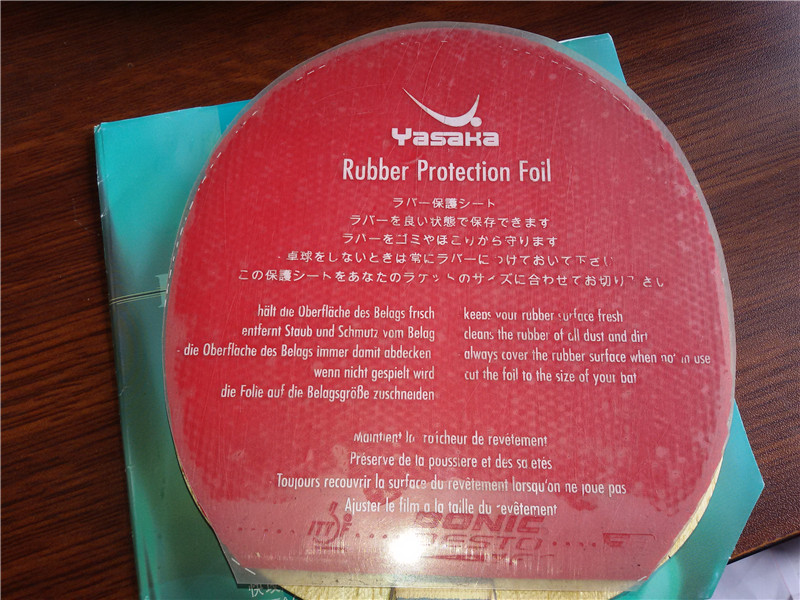 Yasaka
Rubber Protection Foil
ラバー保護シート
ラバーを良い状態で保存できます
ラバーをゴミやほこりから守ります
卓球をしないときは常にラバーにつけておいて下さい
この保護シートをあなたのラケットのサイズに合わせてお切り下さい
hält die Oberfläche des Belags frisch
entfernt Staub und Schmutz vom Belag
- die Oberfläche des Belags immer damit abdecken
wenn nicht gespielt wird
die Folie auf die Belagsgröße zuschneiden
keeps your rubber surface fresh
cleans the rubber of all dust and dirt
always cover the rubber surface when not in use
cut the foil to the size of your bat
Maintient la fraicheur de revêtement
Préserve de la poussiere et des saletés
Toujours recouvrir la surface du revêtement lorsqu'on ne joue pas
Ajuster le film a la taille du revêtement
ITTF
SONIC